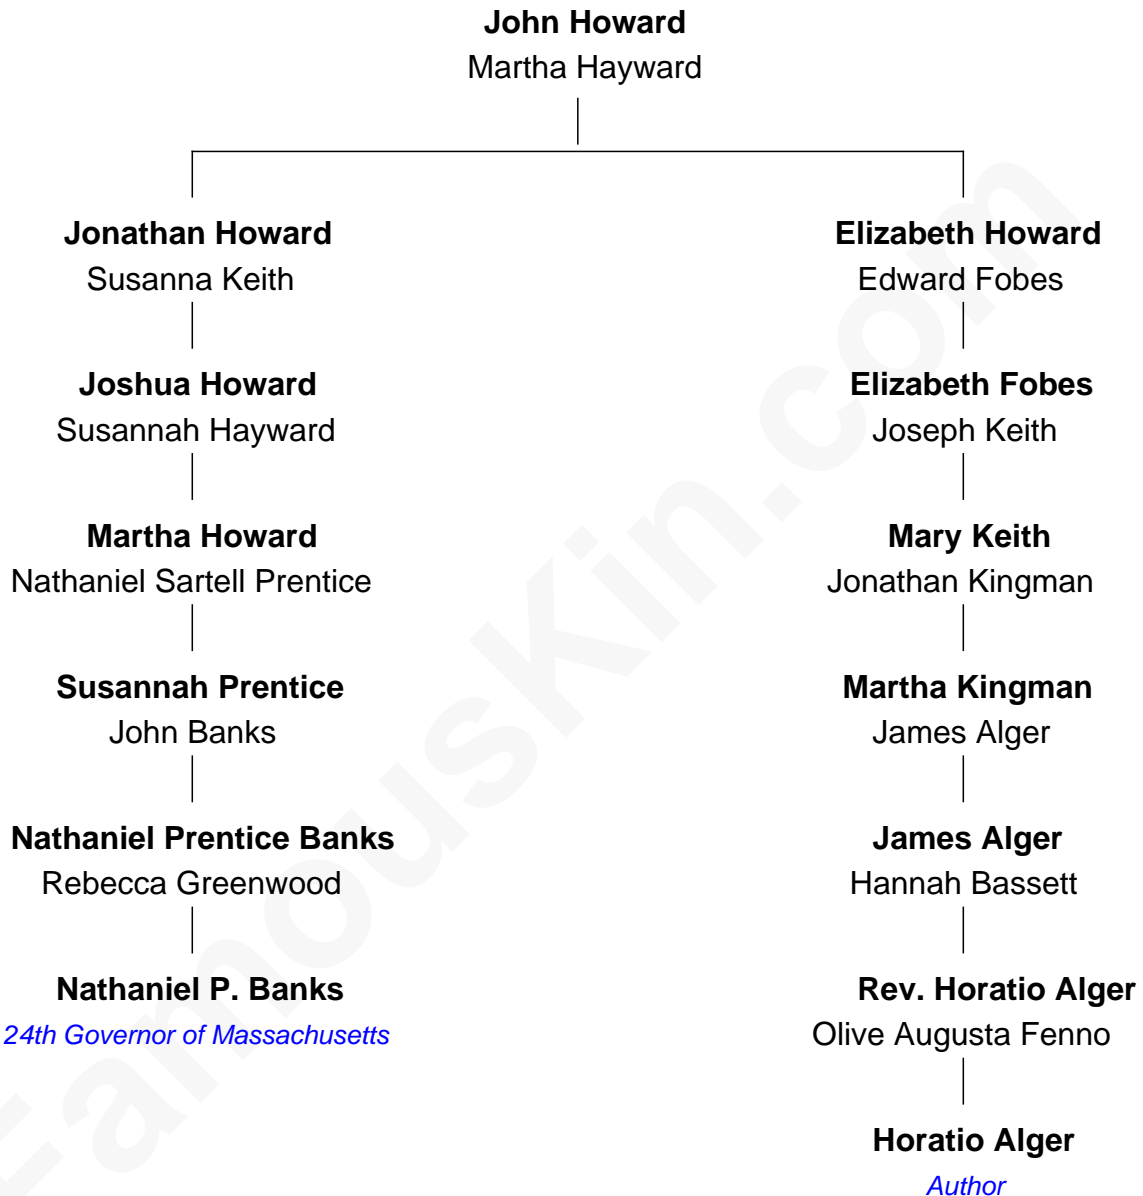 John Howard
Martha Hayward
Jonathan Howard
Susanna Keith
Joshua Howard
Susannah Hayward
Martha Howard
Nathaniel Sartell Prentice
Susannah Prentice
John Banks
Nathaniel Prentice Banks
Rebecca Greenwood
Nathaniel P. Banks
24th Governor of Massachusetts
Elizabeth Howard
Edward Fobes
Elizabeth Fobes
Joseph Keith
Mary Keith
Jonathan Kingman
Martha Kingman
James Alger
James Alger
Hannah Bassett
Rev. Horatio Alger
Olive Augusta Fenno
Horatio Alger
Author
FamousKin.com